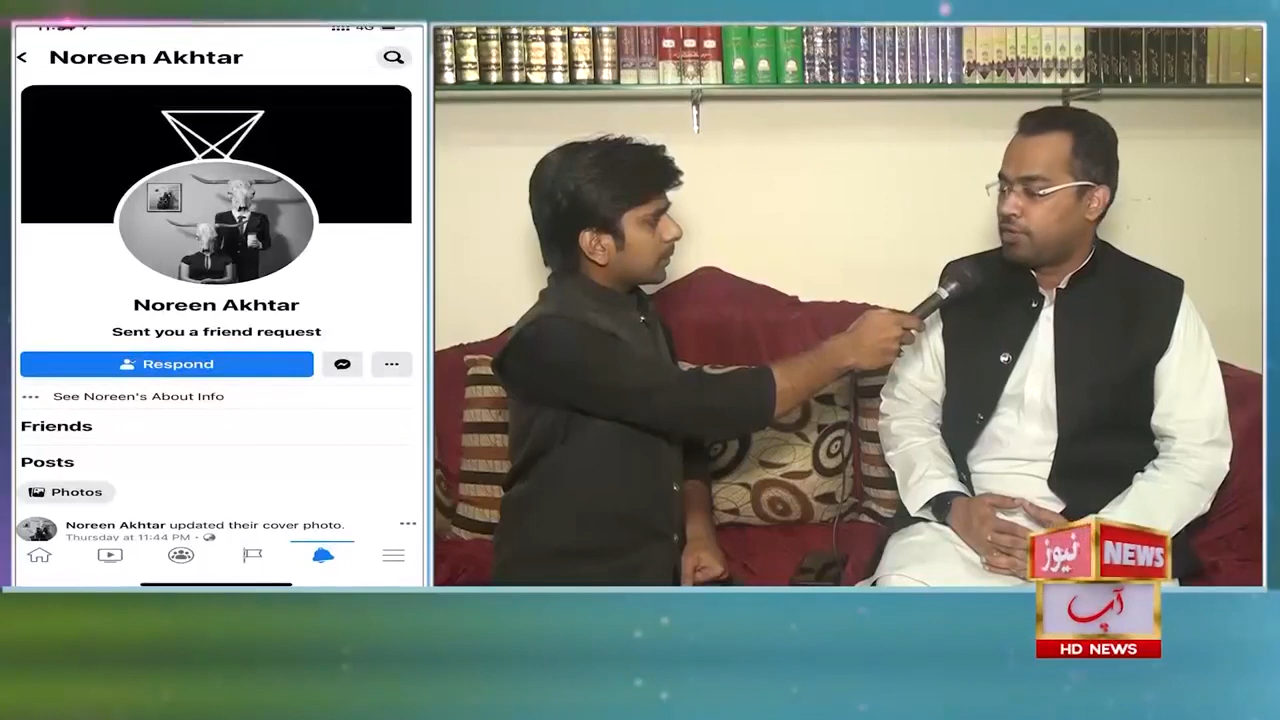 Noreen Akhtar
Noreen Akhtar
Sent you a friend request
Respond
See Noreen's About Info
Friends
Posts
Photos
Noreen Akhtar updated their cover photo.
Thursday at 11:44 PM
نیوز NEWS
آپ
HD NEWS